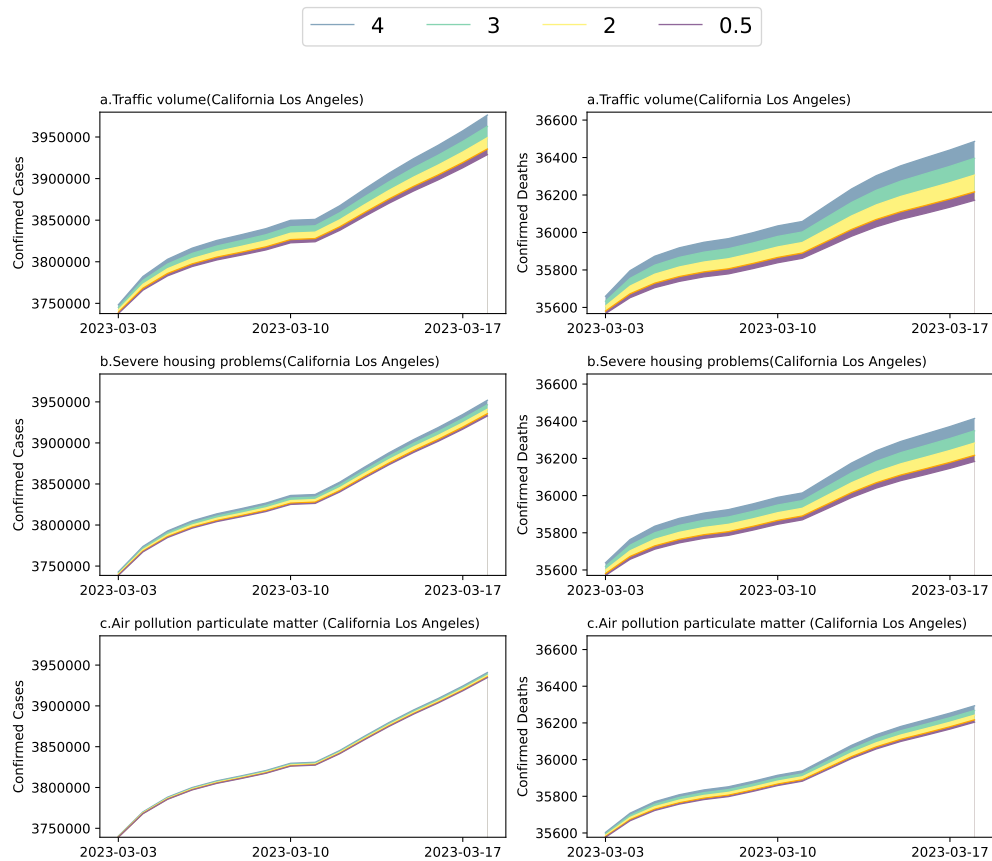 4 3 2 0.5
a.Traffic volume(California Los Angeles)
Confirmed Cases
3950000
3900000
3850000
3800000
3750000
2023-03-03 2023-03-10 2023-03-17
a.Traffic volume(California Los Angeles)
Confirmed Deaths
36600
36400
36200
36000
35800
35600
2023-03-03 2023-03-10 2023-03-17
b.Severe housing problems(California Los Angeles)
Confirmed Cases
3950000
3900000
3850000
3800000
3750000
2023-03-03 2023-03-10 2023-03-17
b.Severe housing problems(California Los Angeles)
Confirmed Deaths
36600
36400
36200
36000
35800
35600
2023-03-03 2023-03-10 2023-03-17
c.Air pollution particulate matter (California Los Angeles)
Confirmed Cases
3950000
3900000
3850000
3800000
3750000
2023-03-03 2023-03-10 2023-03-17
c.Air pollution particulate matter (California Los Angeles)
Confirmed Deaths
36600
36400
36200
36000
35800
35600
2023-03-03 2023-03-10 2023-03-17